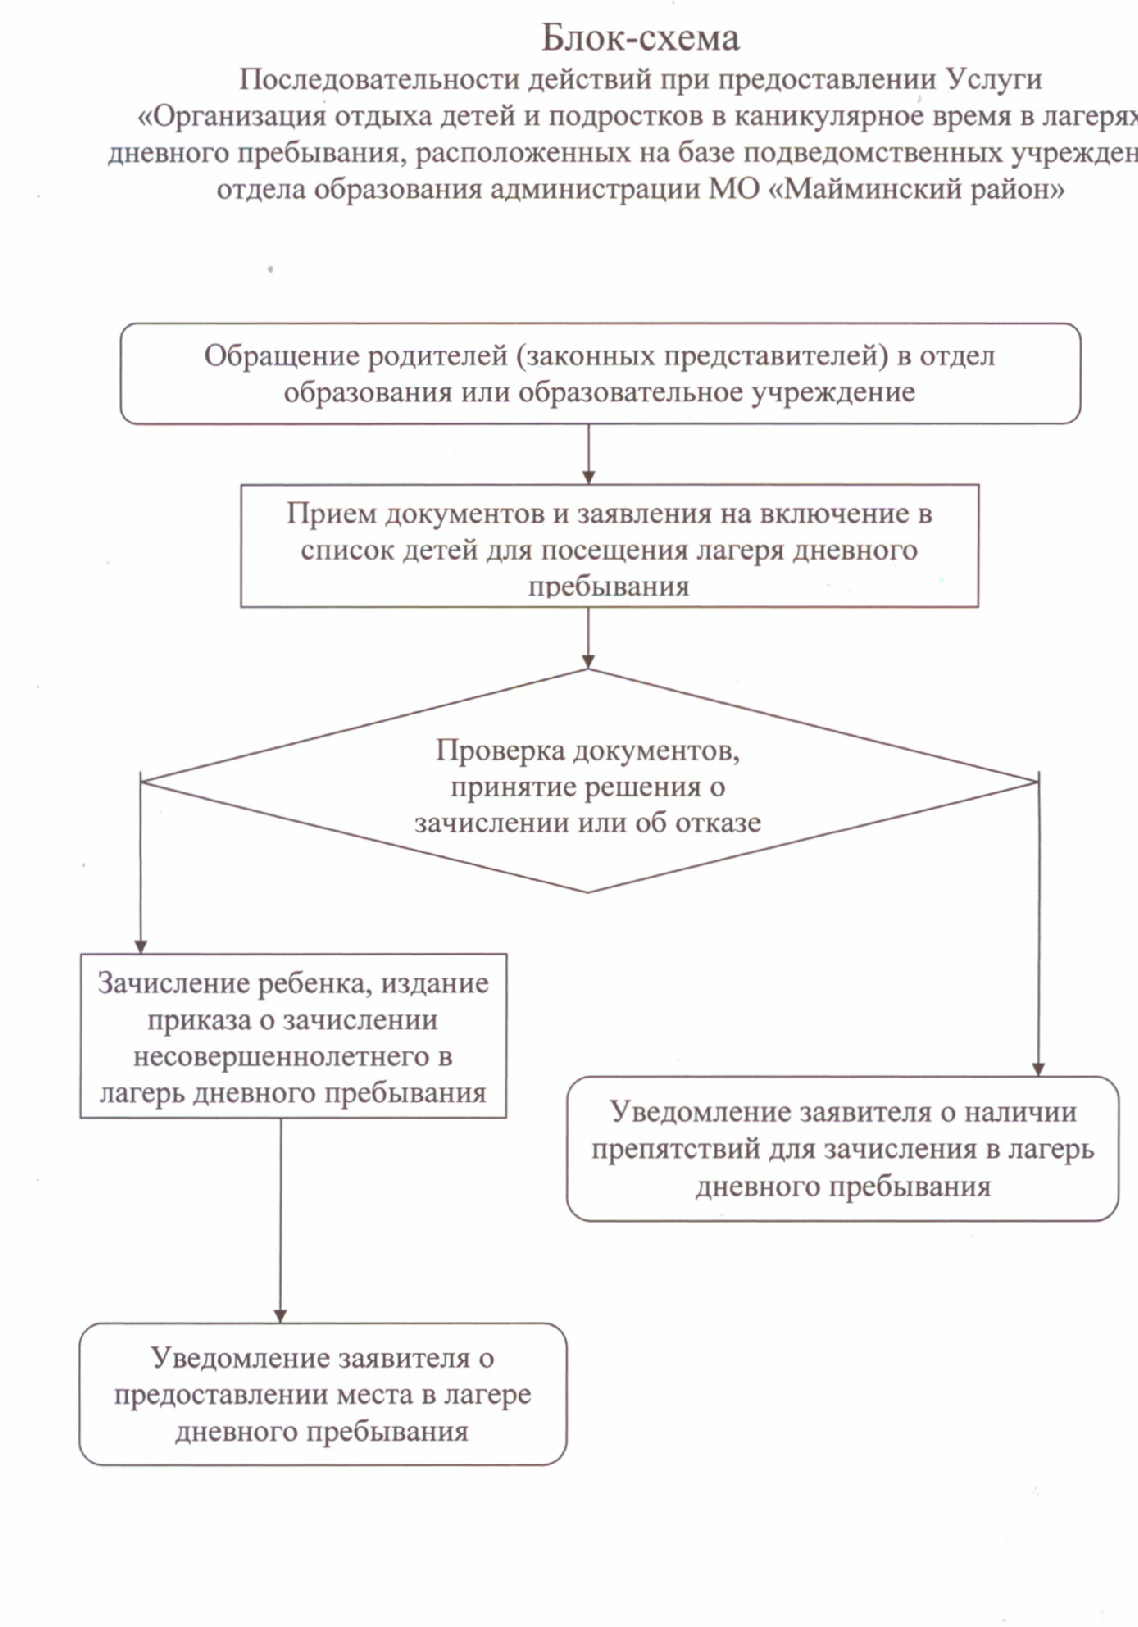 Блок-схема
Последовательности действий при предоставлении Услуги
«Организация отдыха детей и подростков в каникулярное время в лагерях
дневного пребывания, расположенных на базе подведомственных
отдела образования администрации МО «Майминский район»
Обращение родителей (законных представителей) в отдел
образования или образовательное учреждение
Прием документов и заявления на включение в
список детей для посещения лагеря дневного
пребывания
Проверка документов,
принятие решения о
зачислении или об отказе
Зачисление ребенка, издание
приказа о зачислении
несовершеннолетнего в
лагерь дневного пребывания
Уведомление заявителя о наличии
препятствий для зачисления в лагерь
дневного пребывания
Уведомление заявителя о
предоставлении места в лагере
дневного пребывания